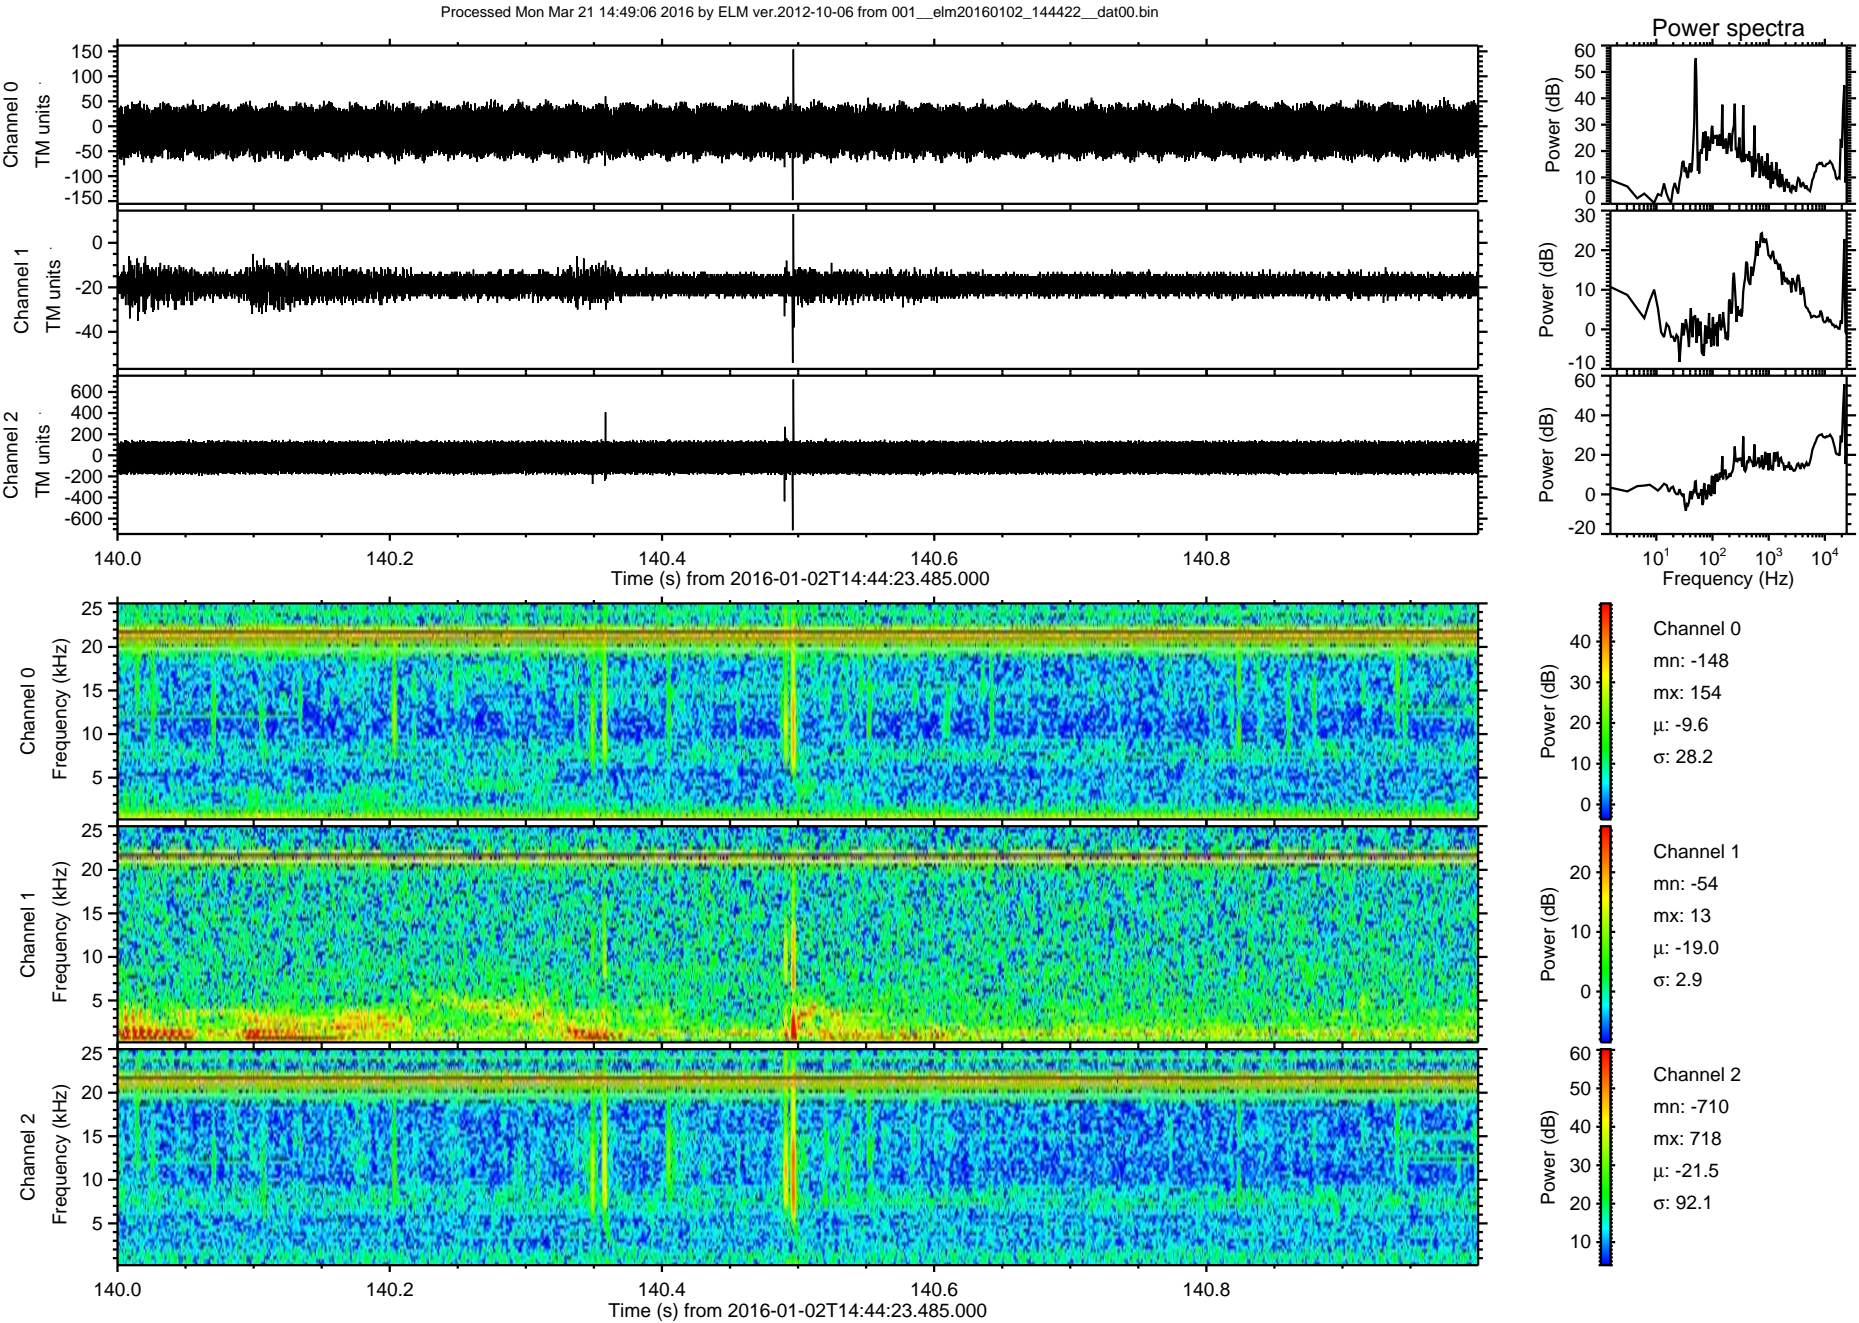 Processed Mon Mar 21 14:49:06 2016 by ELM ver.2012-10-06 from 001__elm20160102_144422__dat00.bin
Power spectra
Channel 0
TM units
150
100
50
0
-50
-100
-150
Power (dB)
60
50
40
30
20
10
0
Channel 1
TM units
0
-20
-40
Power (dB)
30
20
10
0
-10
Channel 2
TM units
600
400
200
0
-200
-400
-600
Power (dB)
60
40
20
0
-20
140.0 140.2 140.4 140.6 140.8
Time (s) from 2016-01-02T14:44:23.485.000
10¹ 10² 10³ 10⁴
Frequency (Hz)
Channel 0
Frequency (kHz)
25
20
15
10
5
Power (dB)
40
30
20
10
0
Channel 0
mn: -148
mx: 154
μ: -9.6
σ: 28.2
Channel 1
Frequency (kHz)
25
20
15
10
5
Power (dB)
20
10
0
Channel 1
mn: -54
mx: 13
μ: -19.0
σ: 2.9
Channel 2
Frequency (kHz)
25
20
15
10
5
Power (dB)
60
50
40
30
20
10
Channel 2
mn: -710
mx: 718
μ: -21.5
σ: 92.1
140.0 140.2 140.4 140.6 140.8
Time (s) from 2016-01-02T14:44:23.485.000